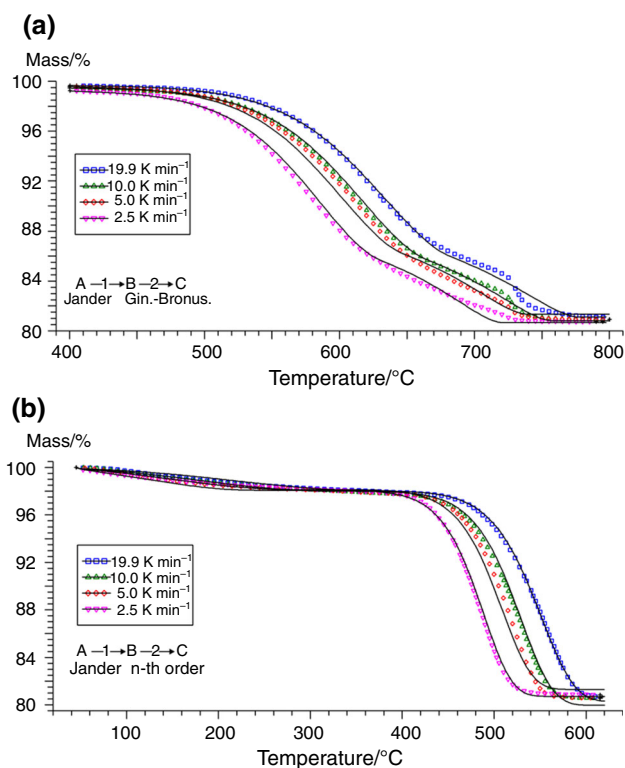 (a)
Mass/%
100
96
92
88
84
80
19.9 K min⁻¹
10.0 K min⁻¹
5.0 K min⁻¹
2.5 K min⁻¹
A –1→B –2→C
Jander Gin.-Bronus.
400 500 600 700 800
Temperature/°C
(b)
Mass/%
100
96
92
88
84
80
19.9 K min⁻¹
10.0 K min⁻¹
5.0 K min⁻¹
2.5 K min⁻¹
A –1→B –2→C
Jander n-th order
100 200 300 400 500 600
Temperature/°C